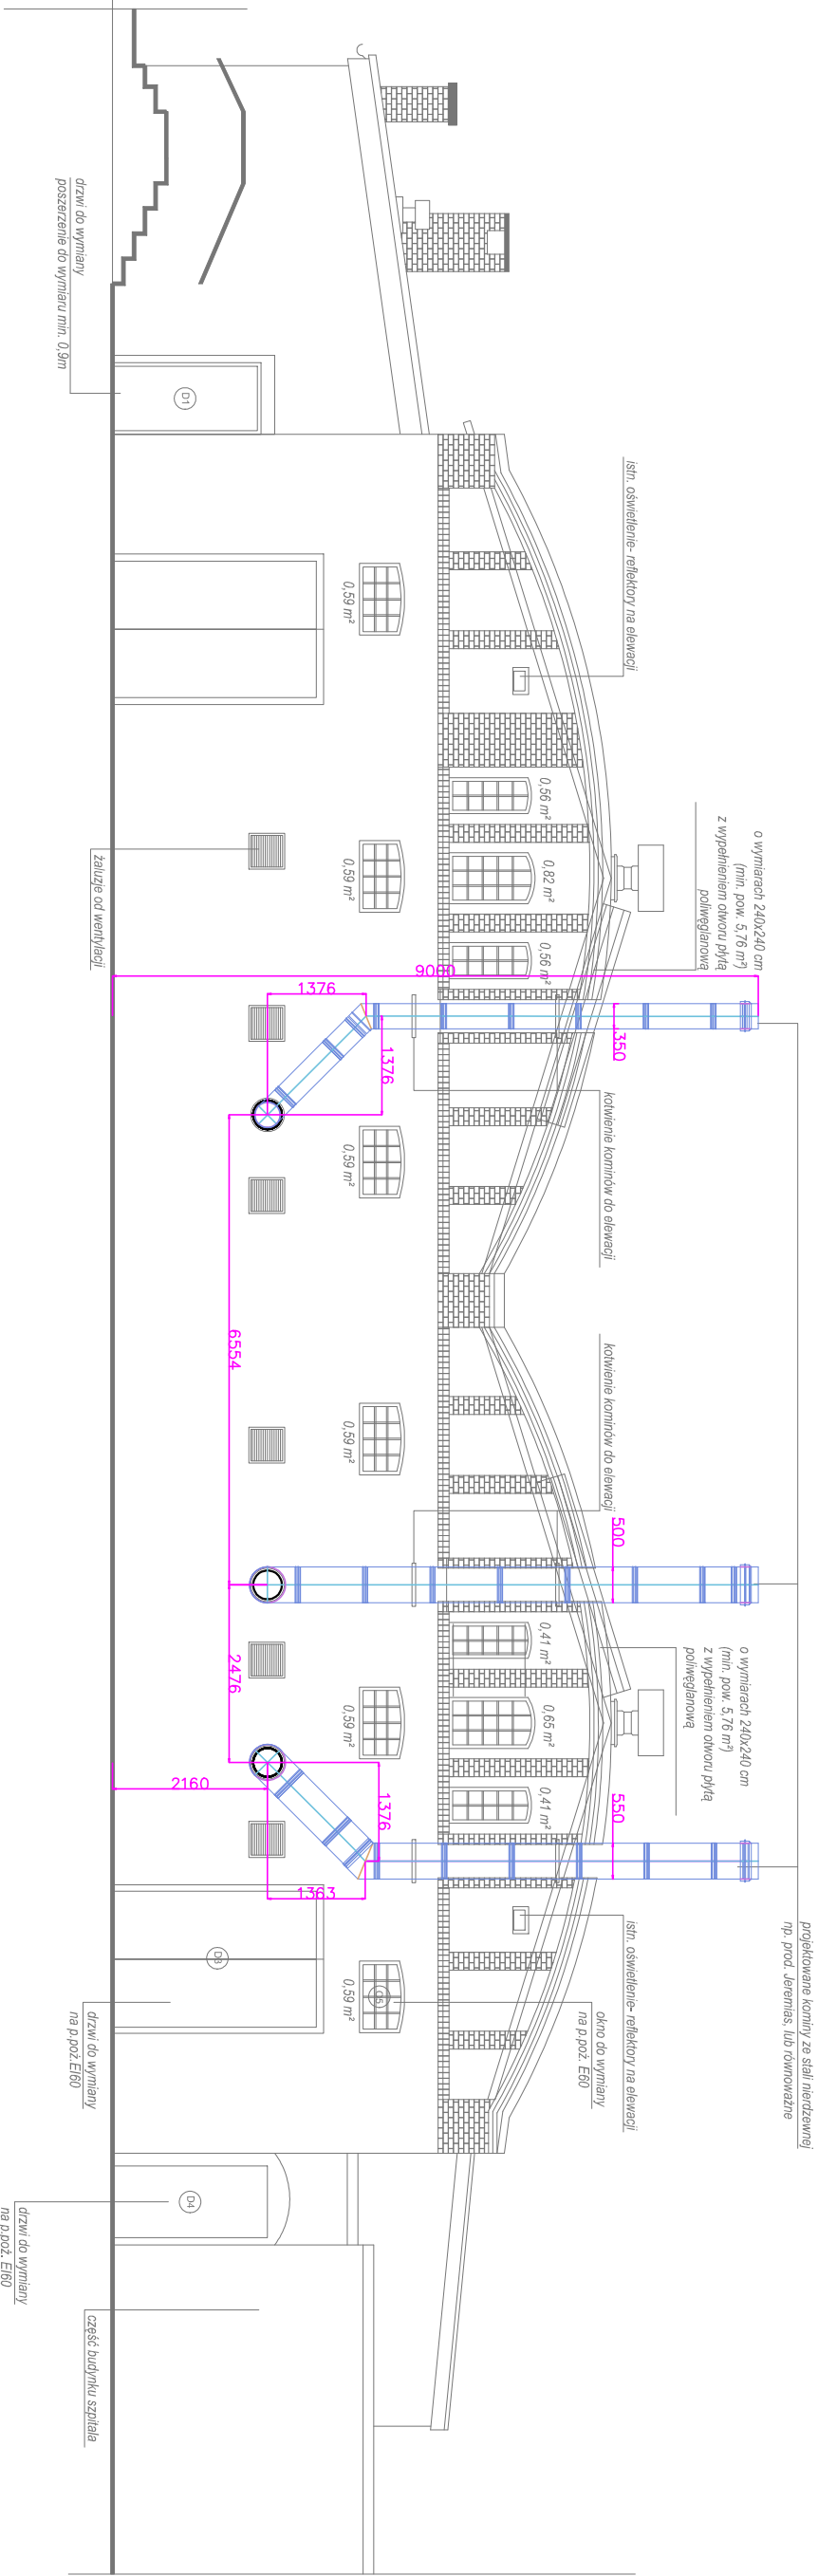 projektowane kominy ze stali nierdzewnej
np. prod. Jeremias, lub równoważne
o wymiarach 240x240 cm
(min. pow. 5,76 m²)
z wypełnieniem otworu płytą
poliwęglanową
o wymiarach 240x240 cm
(min. pow. 5,76 m²)
z wypełnieniem otworu płytą
poliwęglanową
istn. oświetlenie- reflektory na elewacji
kotwienie kominów do elewacji
kotwienie kominów do elewacji
istn. oświetlenie- reflektory na elewacji
okno do wymiany
na p.poż. E60
350
500
550
0,56 m²
0,82 m²
0,56 m²
0,41 m²
0,65 m²
0,41 m²
9000
1376
1376
1376
1363
0,59 m²
0,59 m²
0,59 m²
0,59 m²
0,59 m²
0,59 m²
6554
2476
2160
D1
D3
D4
drzwi do wymiany
poszerzenie do wymiaru min. 0,9m
żaluzje od wentylacji
drzwi do wymiany
na p.poż.EI60
drzwi do wymiany
na p.poż. EI60
część budynku szpitala